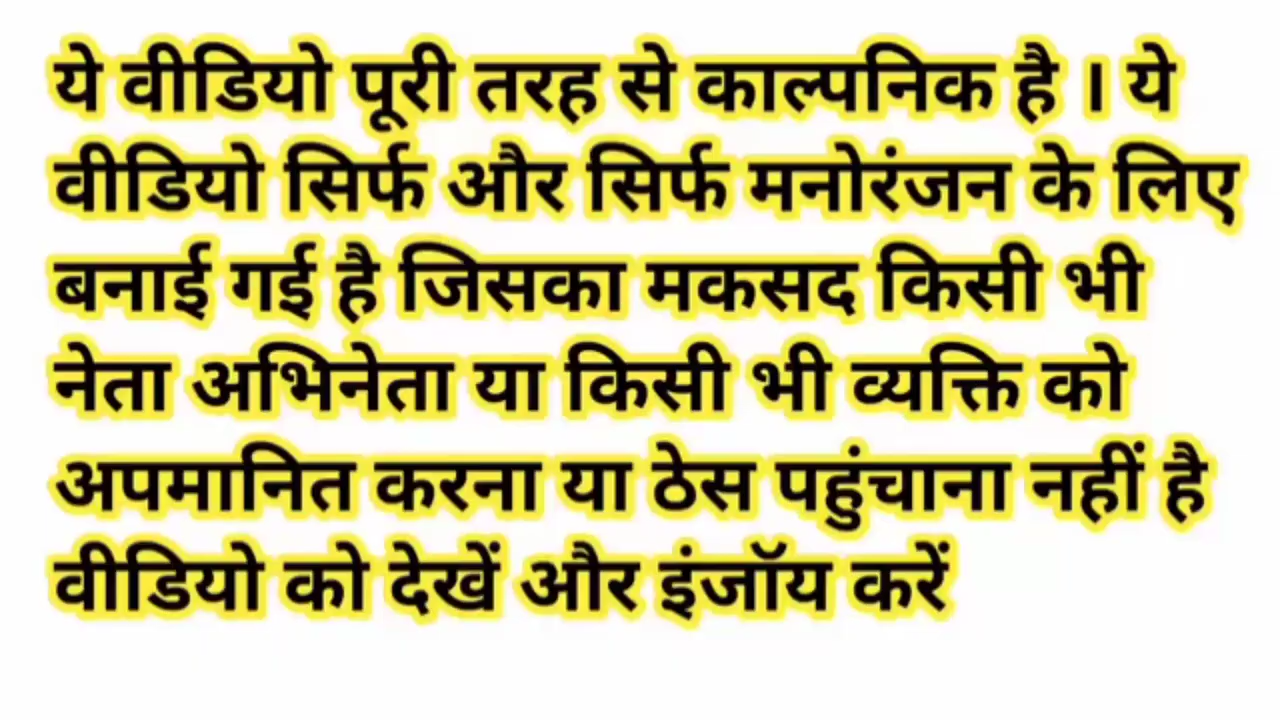 ये वीडियो पूरी तरह से काल्पनिक है । ये
वीडियो सिर्फ और सिर्फ मनोरंजन के लिए
बनाई गई है जिसका मकसद किसी भी
नेता अभिनेता या किसी भी व्यक्ति को
अपमानित करना या ठेस पहुंचाना नहीं है
वीडियो को देखें और इंजॉय करें